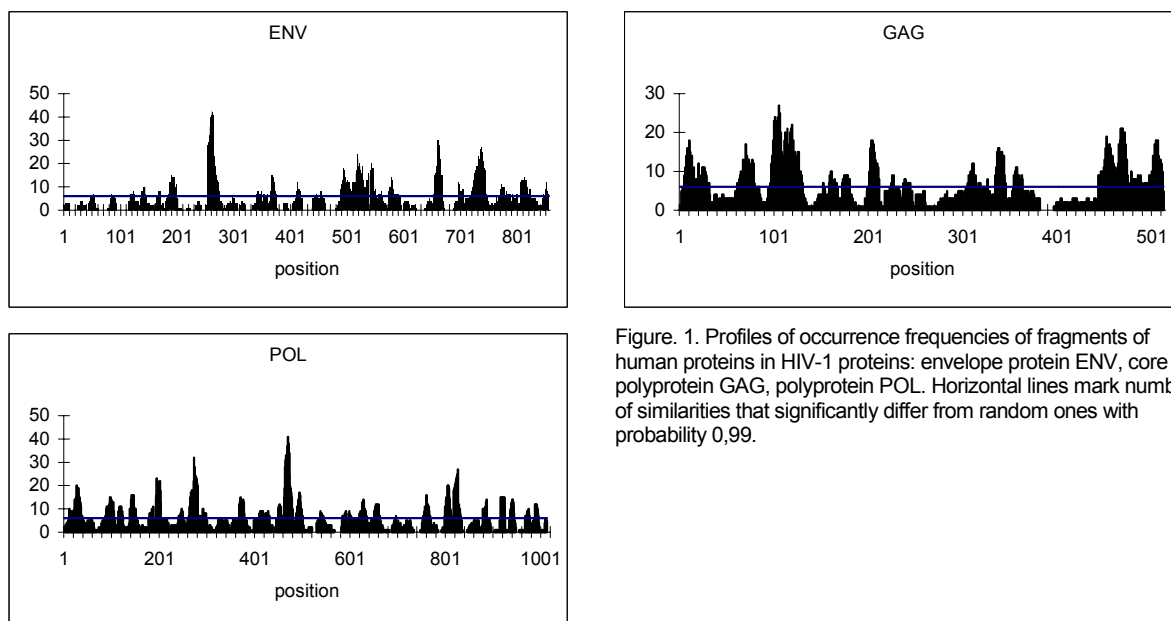 ENV
50
40
30
20
10
0
1 101 201 301 401 501 601 701 801
position
GAG
30
20
10
0
1 101 201 301 401 501
position
POL
50
40
30
20
10
0
1 201 401 601 801 1001
position
Figure. 1. Profiles of occurrence frequencies of fragments of
human proteins in HIV-1 proteins: envelope protein ENV, core
polyprotein GAG, polyprotein POL. Horizontal lines mark numb
of similarities that significantly differ from random ones with
probability 0,99.